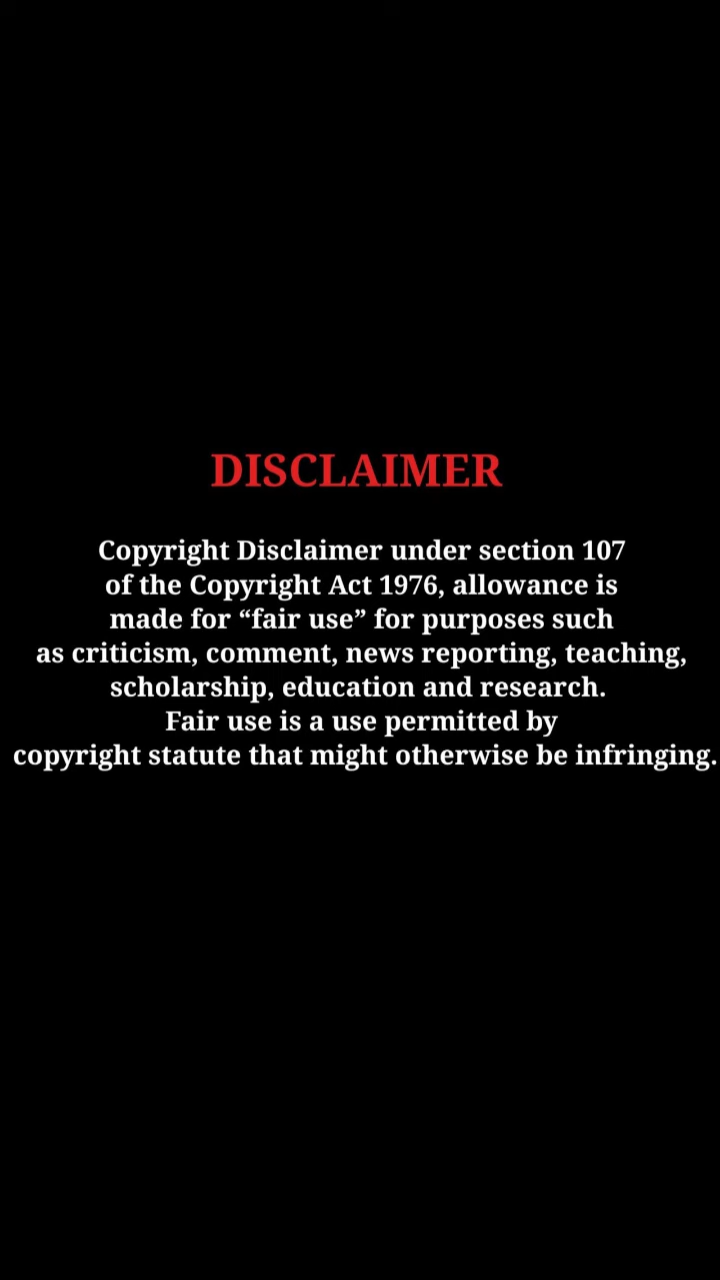 DISCLAIMER
Copyright Disclaimer under section 107
of the Copyright Act 1976, allowance is
made for “fair use” for purposes such
as criticism, comment, news reporting, teaching,
scholarship, education and research.
Fair use is a use permitted by
copyright statute that might otherwise be infringing.